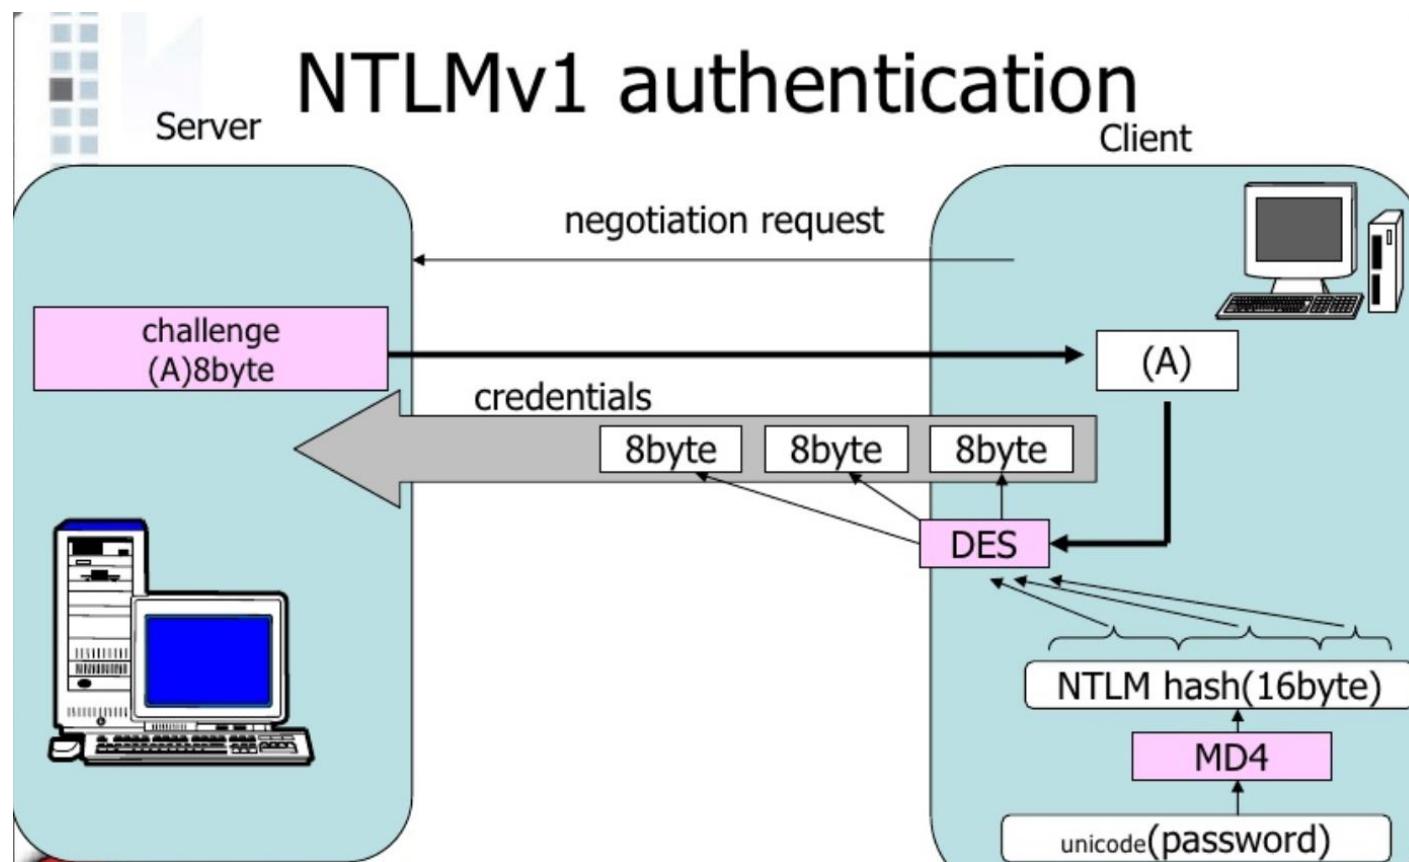 NTLMv1 authentication
Server
Client
negotiation request
challenge
(A)8byte
(A)
credentials
8byte
8byte
8byte
DES
NTLM hash(16byte)
MD4
unicode(password)